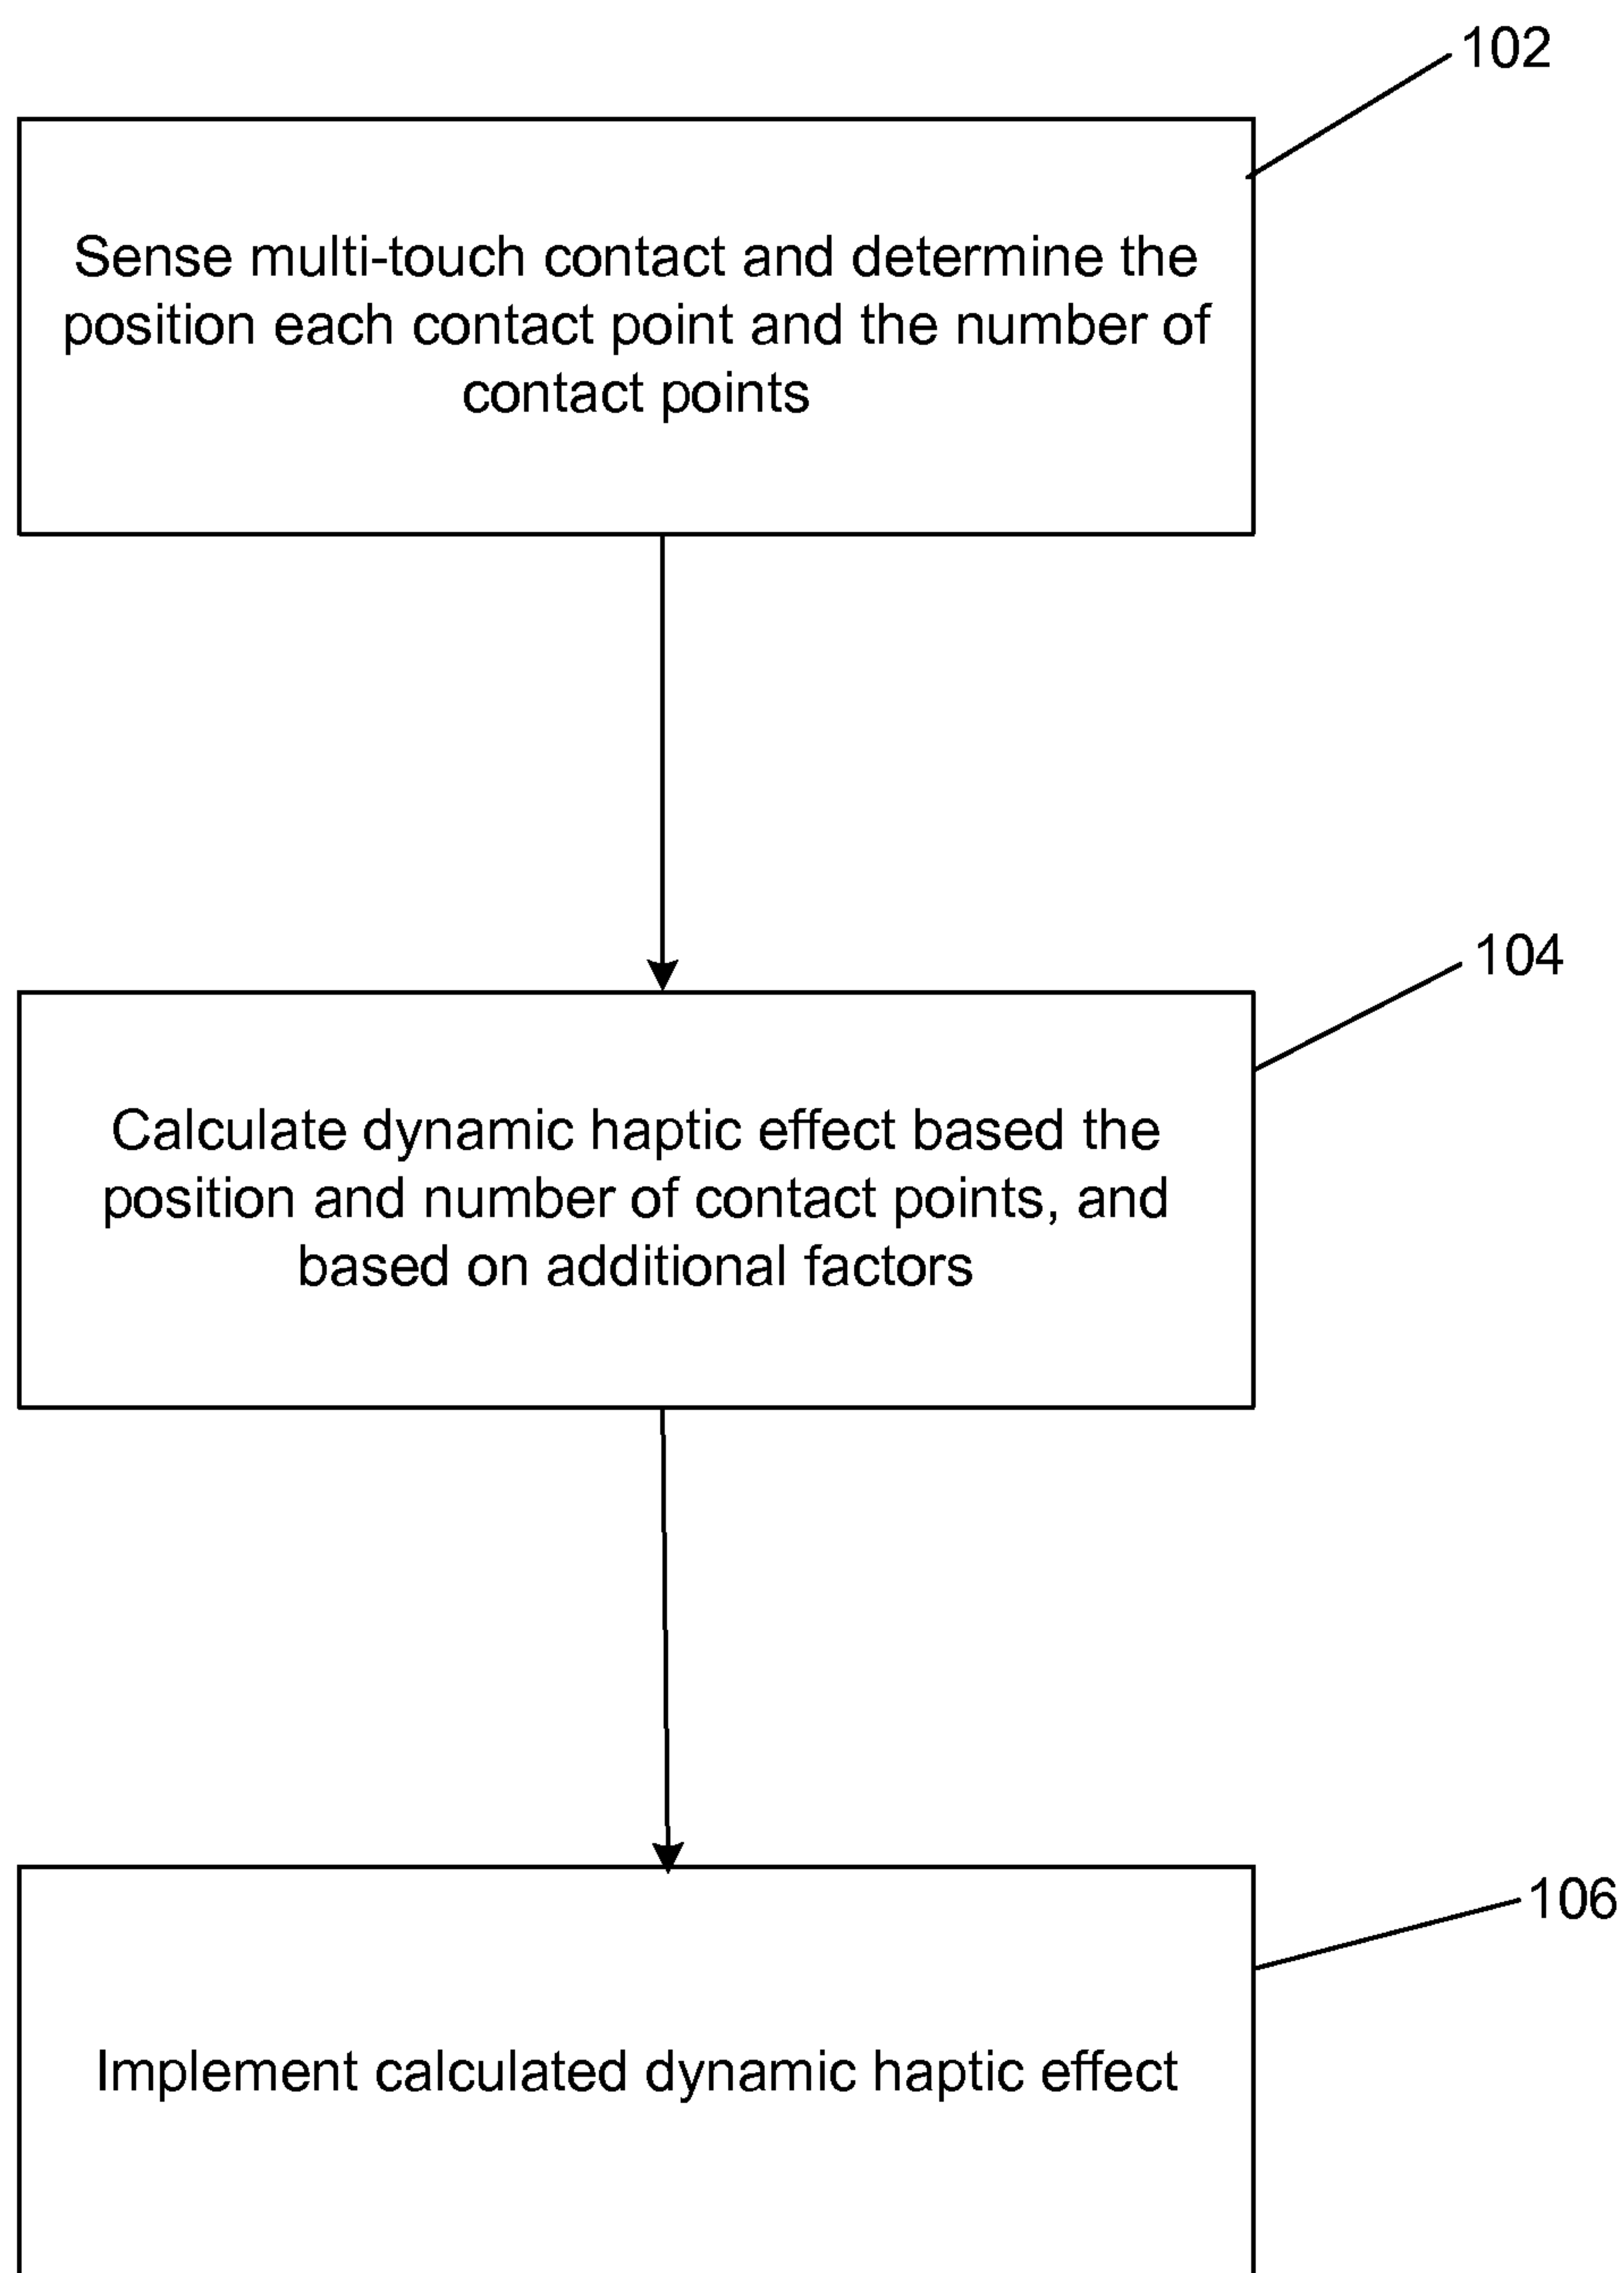 102
Sense multi-touch contact and determine the
position each contact point and the number of
contact points
104
Calculate dynamic haptic effect based the
position and number of contact points, and
based on additional factors
106
Implement calculated dynamic haptic effect